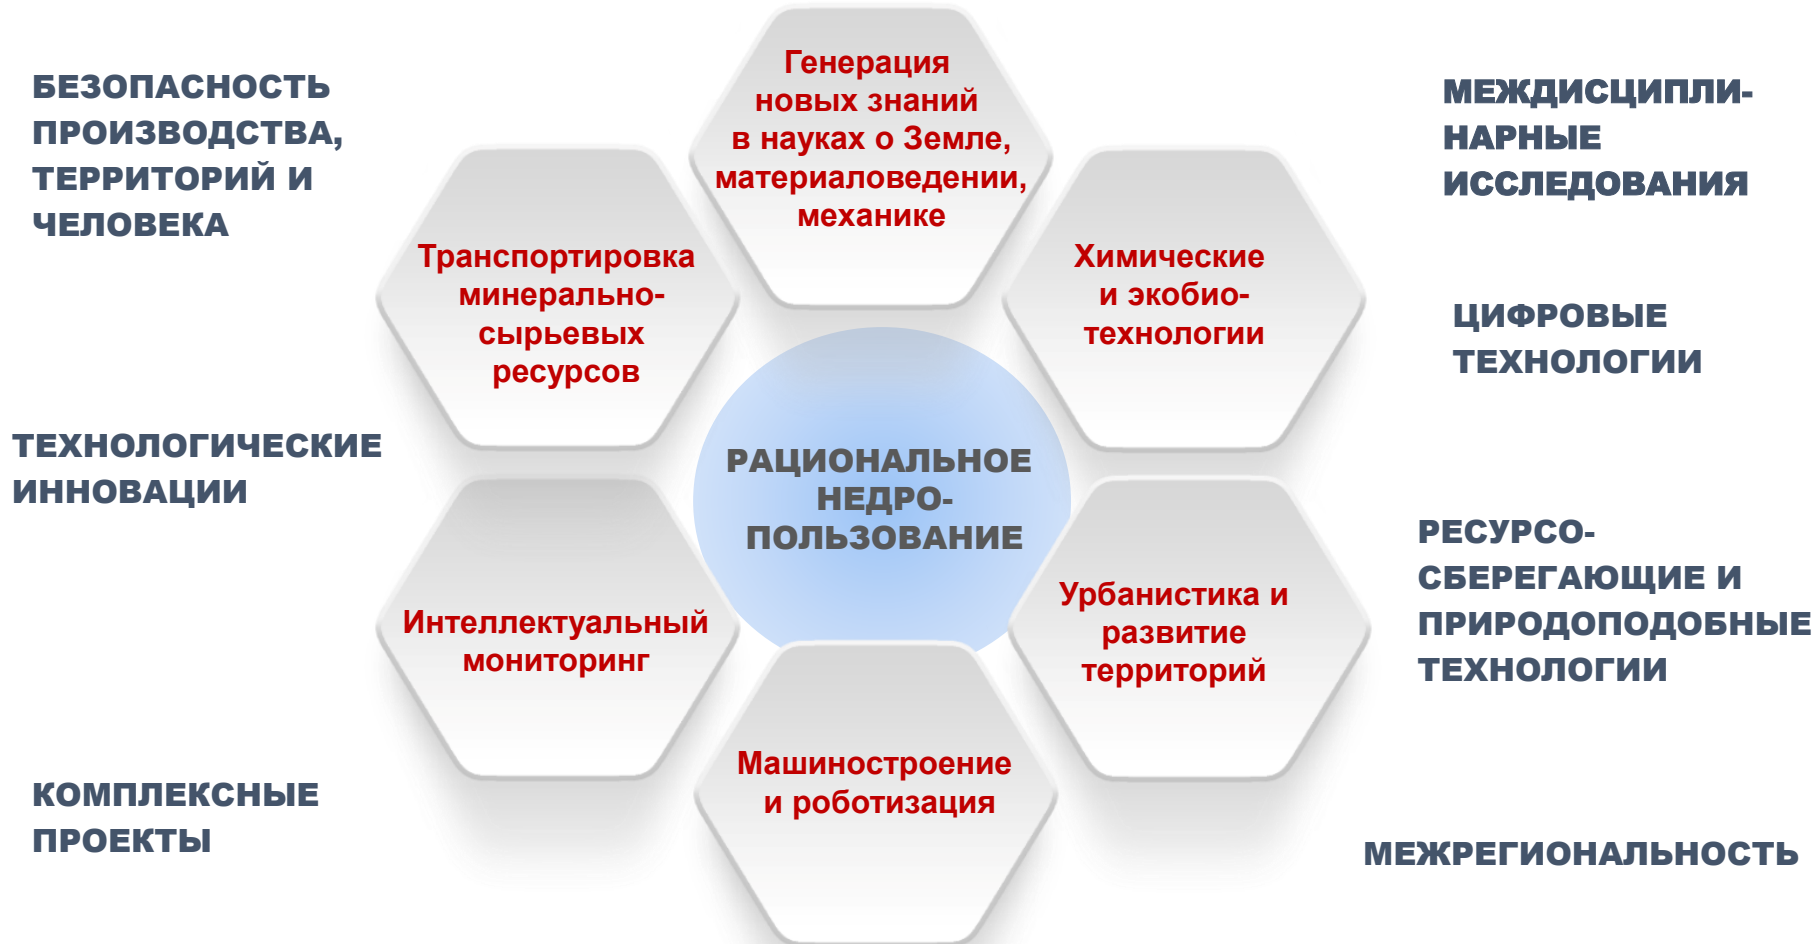 БЕЗОПАСНОСТЬ
ПРОИЗВОДСТВА,
ТЕРРИТОРИЙ И
ЧЕЛОВЕКА
ТЕХНОЛОГИЧЕСКИЕ
ИННОВАЦИИ
КОМПЛЕКСНЫЕ
ПРОЕКТЫ
Генерация
новых знаний
в науках о Земле,
материаловедении,
механике
Транспортировка
минерально-
сырьевых
ресурсов
Химические
и экобио-
технологии
РАЦИОНАЛЬНОЕ
НЕДРО-
ПОЛЬЗОВАНИЕ
Интеллектуальный
мониторинг
Урбанистика и
развитие
территорий
Машиностроение
и роботизация
МЕЖДИСЦИПЛИ-
НАРНЫЕ
ИССЛЕДОВАНИЯ
ЦИФРОВЫЕ
ТЕХНОЛОГИИ
РЕСУРСО-
СБЕРЕГАЮЩИЕ И
ПРИРОДОПОДОБНЫЕ
ТЕХНОЛОГИИ
МЕЖРЕГИОНАЛЬНОСТЬ